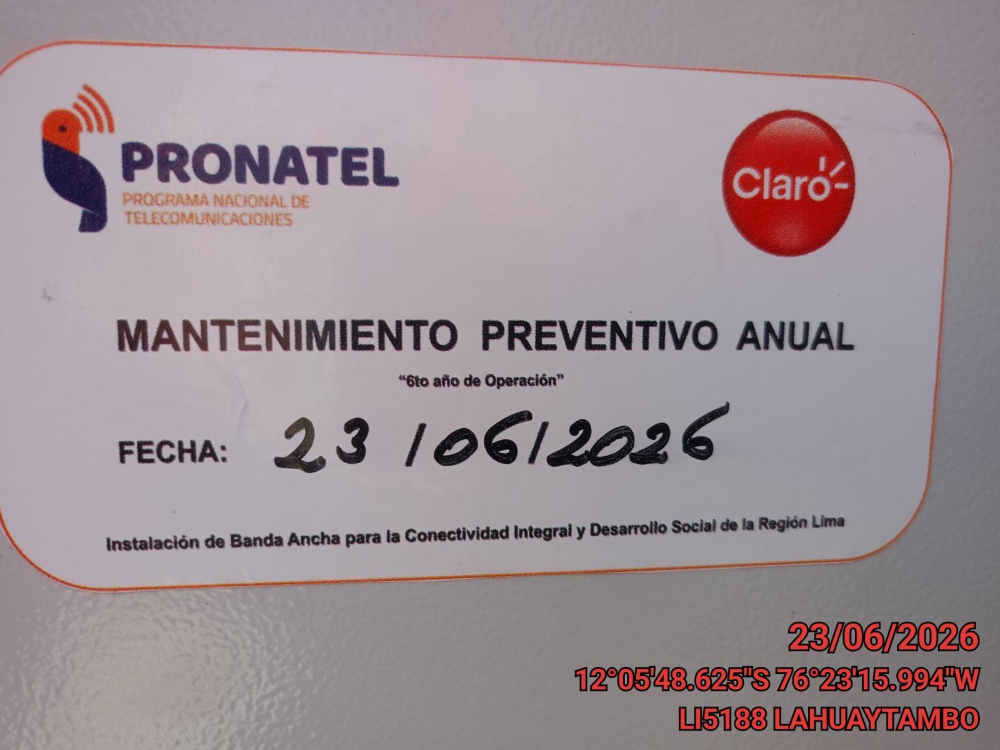 PRONATEL
PROGRAMA NACIONAL DE
TELECOMUNICACIONES
Claro
MANTENIMIENTO PREVENTIVO ANUAL
“6to año de Operación”
FECHA: 23/06/2026
Instalación de Banda Ancha para la Conectividad Integral y Desarrollo Social de la Región Lima
23/06/2026
12°05'48.625"S 76°23'15.994"W
LI5188 LAHUAYTAMBO